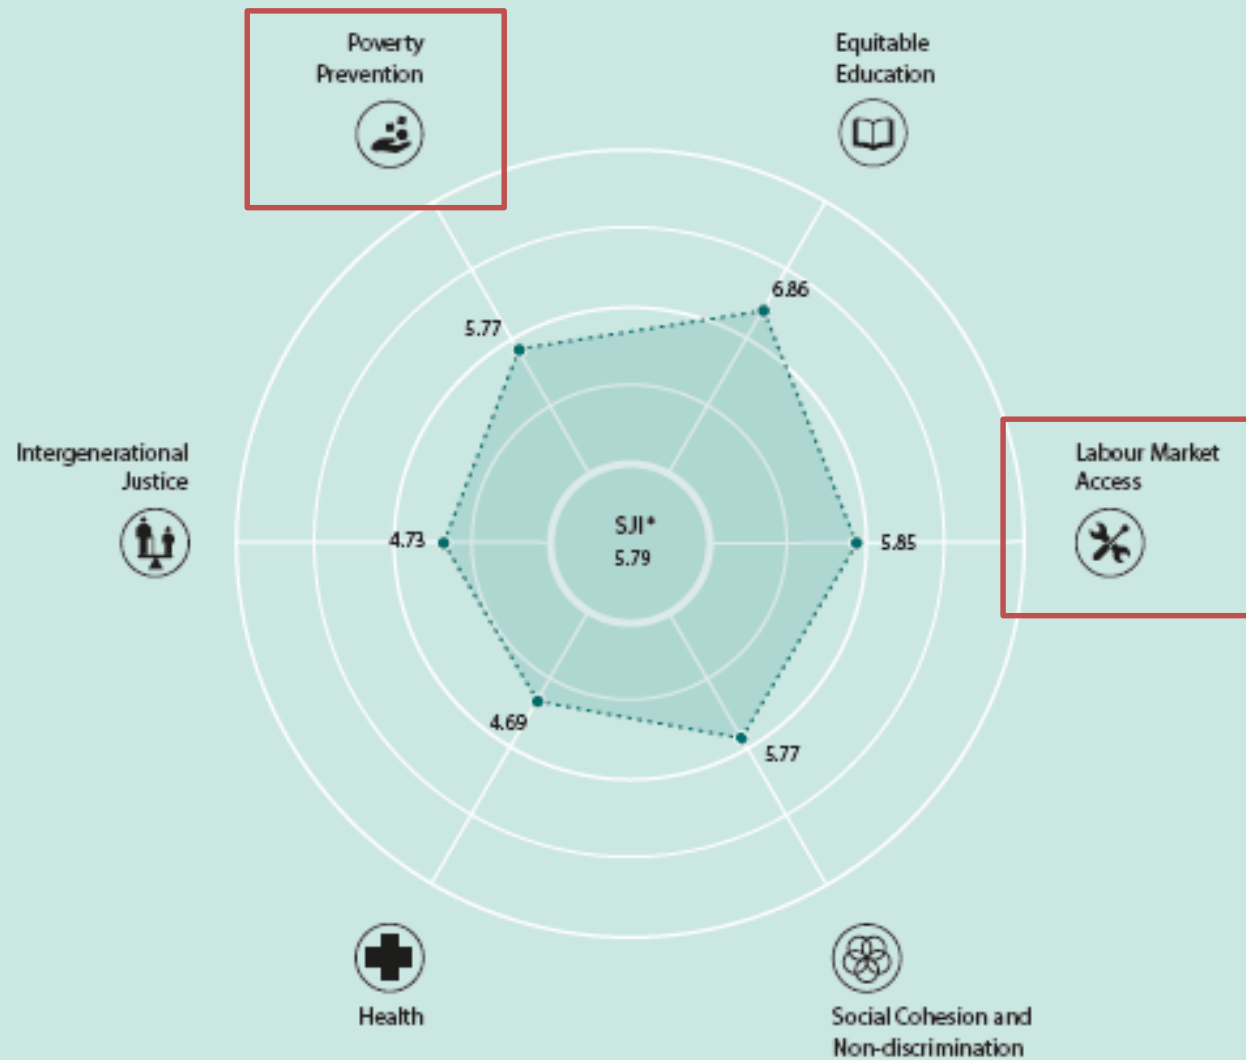 Poverty
Prevention
Equitable
Education
6.86
5.77
Intergenerational
Justice
Labour Market
Access
SJI*
5.79
4.73
5.85
4.69
5.77
Health
Social Cohesion and
Non-discrimination